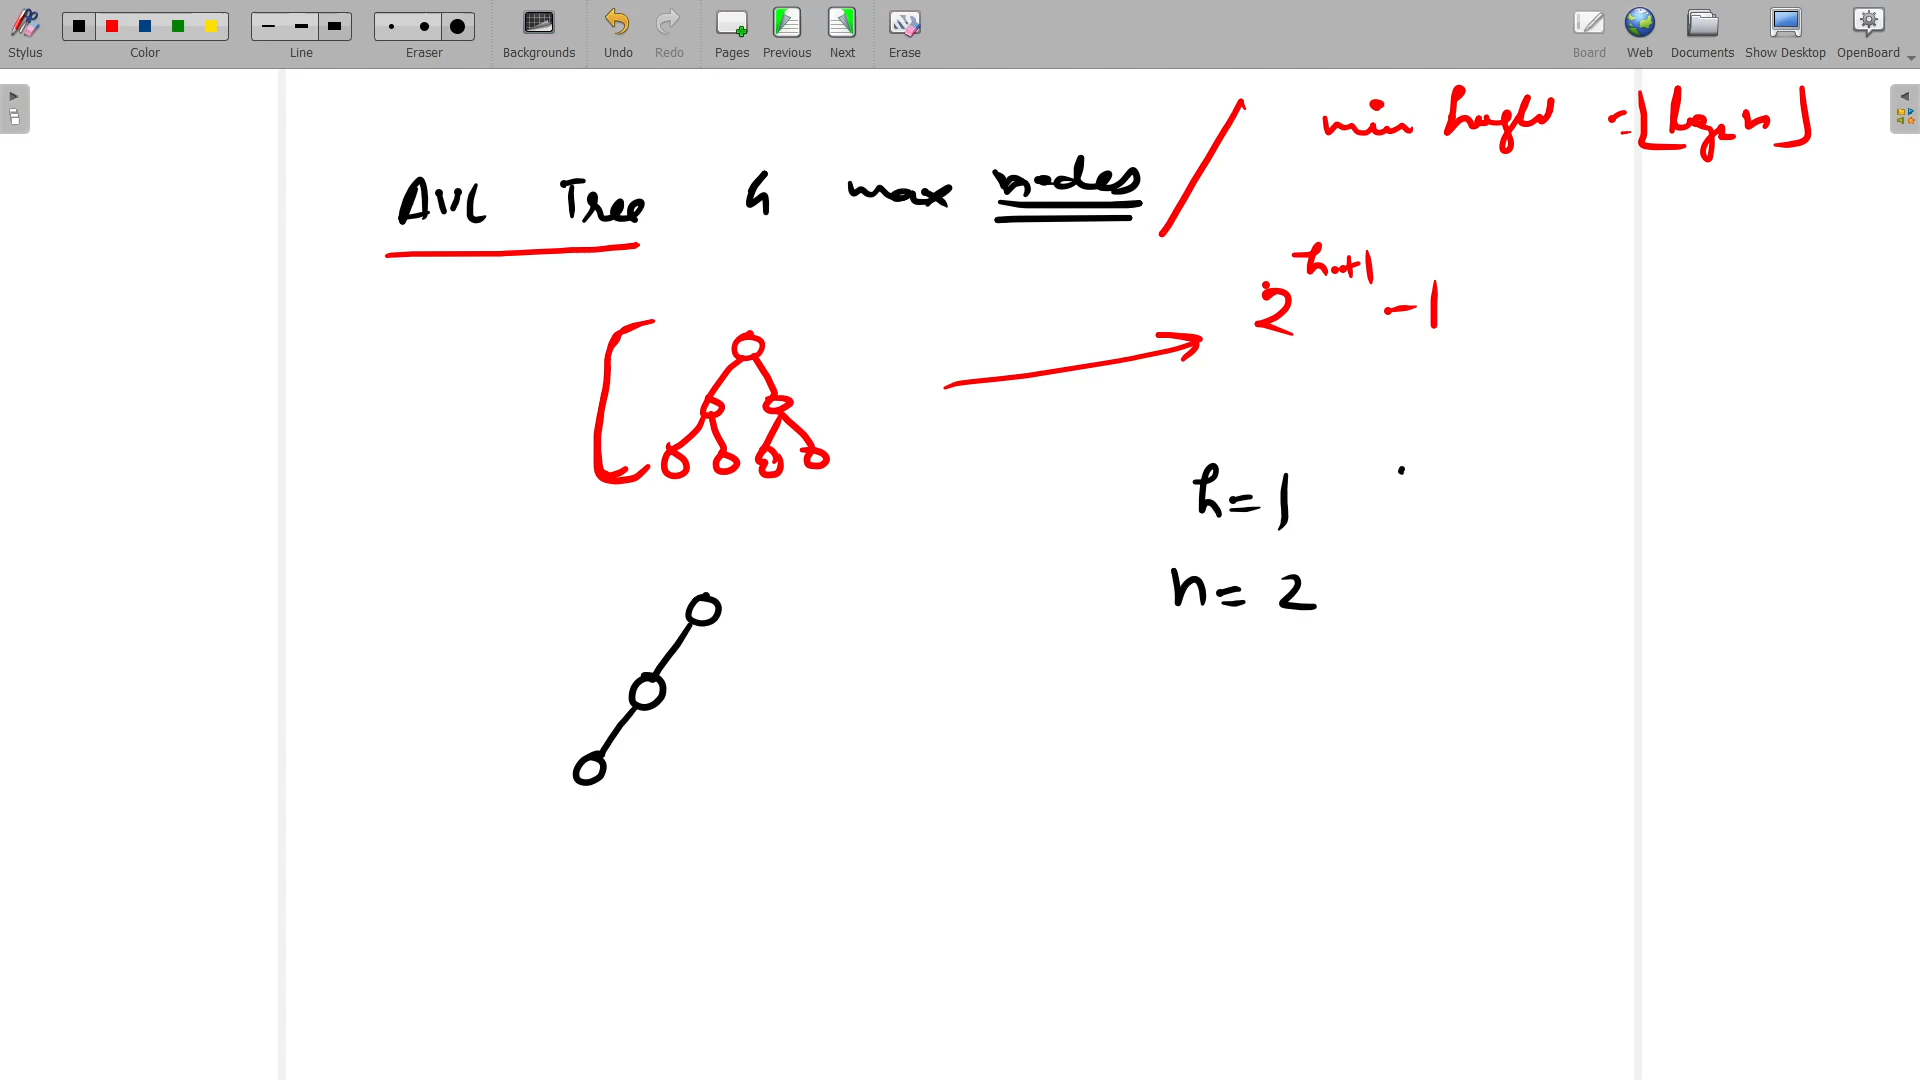 Stylus Color Line Eraser Backgrounds Undo Redo Pages Previous Next Erase Board Web Documents Show Desktop OpenBoard
min height = ⌊log₂ n⌋
AVL Tree & max nodes
2^(h+1) - 1
h = 1
n = 2